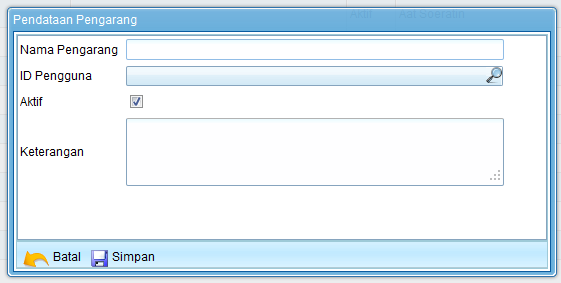 Pendataan Pengarang
Nama Pengarang
ID Pengguna
Aktif
Keterangan
Batal Simpan